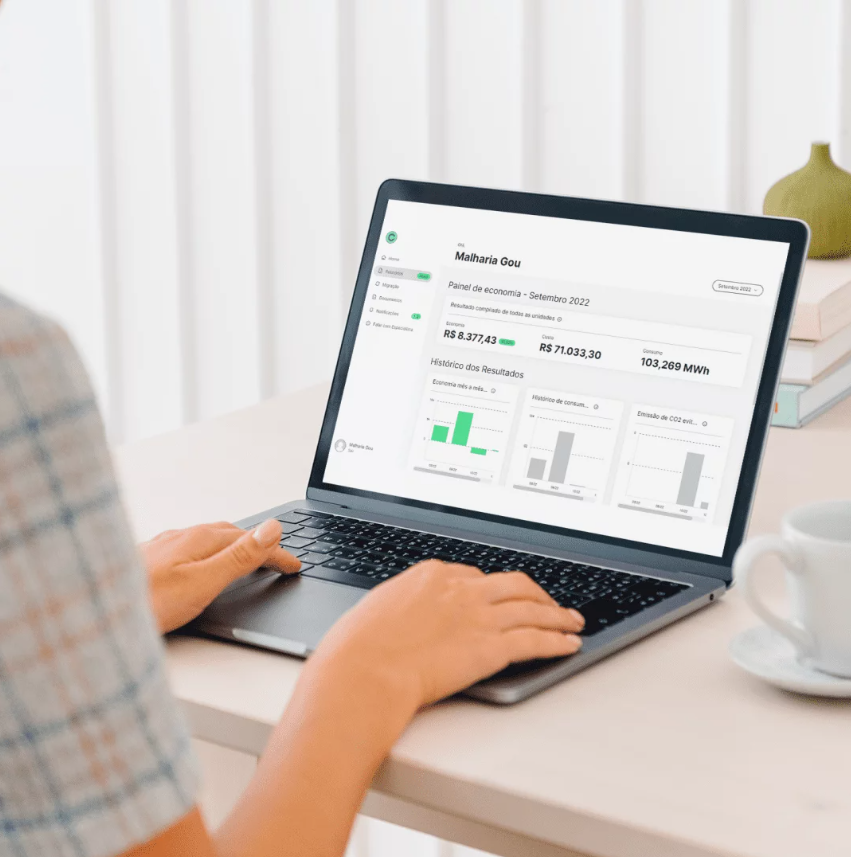 C
Home
Resultados
Migração
Notificações
Falar com Especialista
Olá,
Malharia Gou
Setembro 2022
Painel de economia - Setembro 2022
Resultado compilado de todas as unidades
Economia
R$ 8.377,43
Custo
R$ 71.033,30
Consumo
103,269 MWh
Histórico dos Resultados
Economia mês a mês...
Histórico de consum...
Emissão de CO2 evit...
Malharia Gou